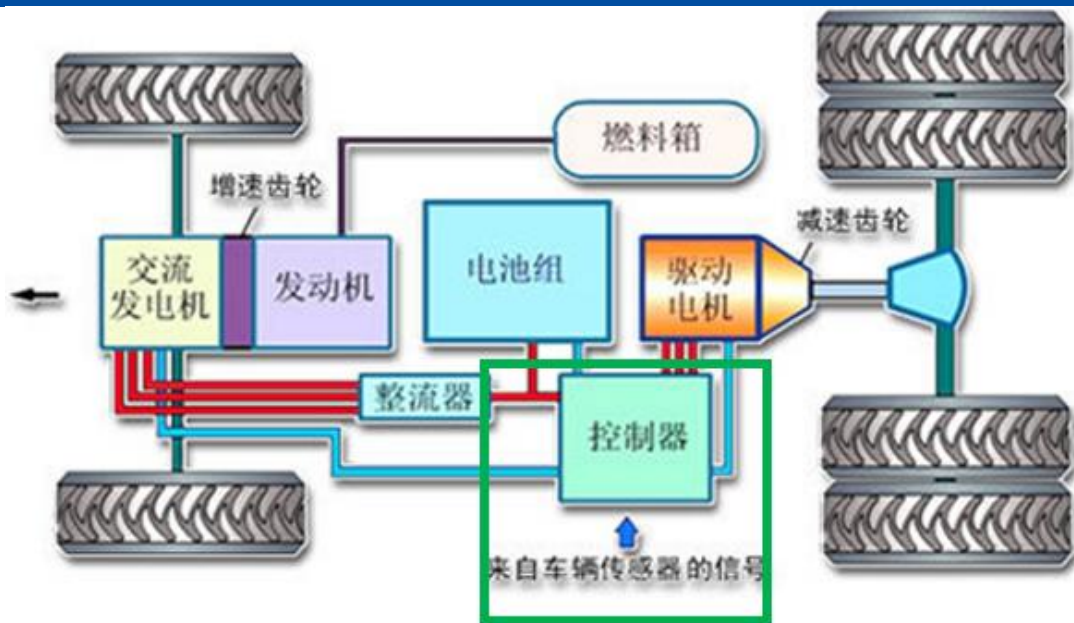 燃料箱
增速齿轮
减速齿轮
交流
发电机
发动机
电池组
驱动
电机
整流器
控制器
来自车辆传感器的信号